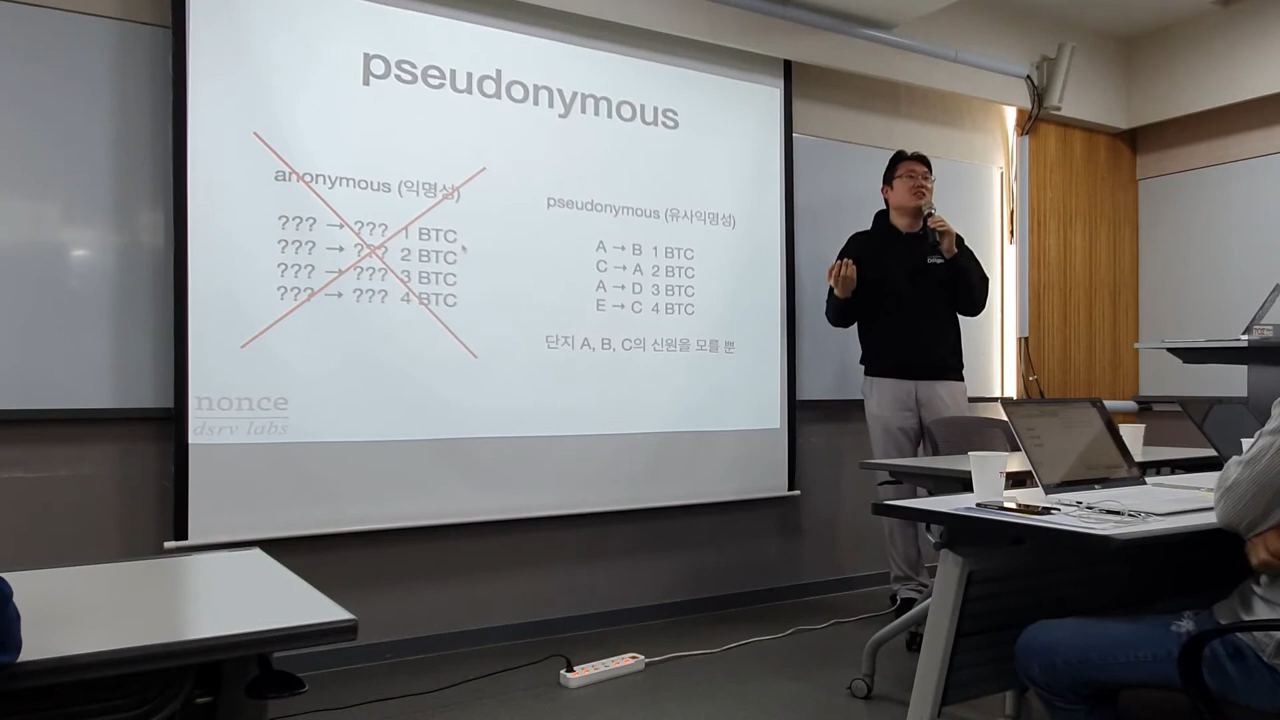 pseudonymous
anonymous (익명성)
??? → ??? 1 BTC
??? → ??? 2 BTC
??? → ??? 3 BTC
??? → ??? 4 BTC
pseudonymous (유사익명성)
A → B 1 BTC
C → A 2 BTC
A → D 3 BTC
E → C 4 BTC
단지 A, B, C의 신원을 모를 뿐
nonce
dsrv labs